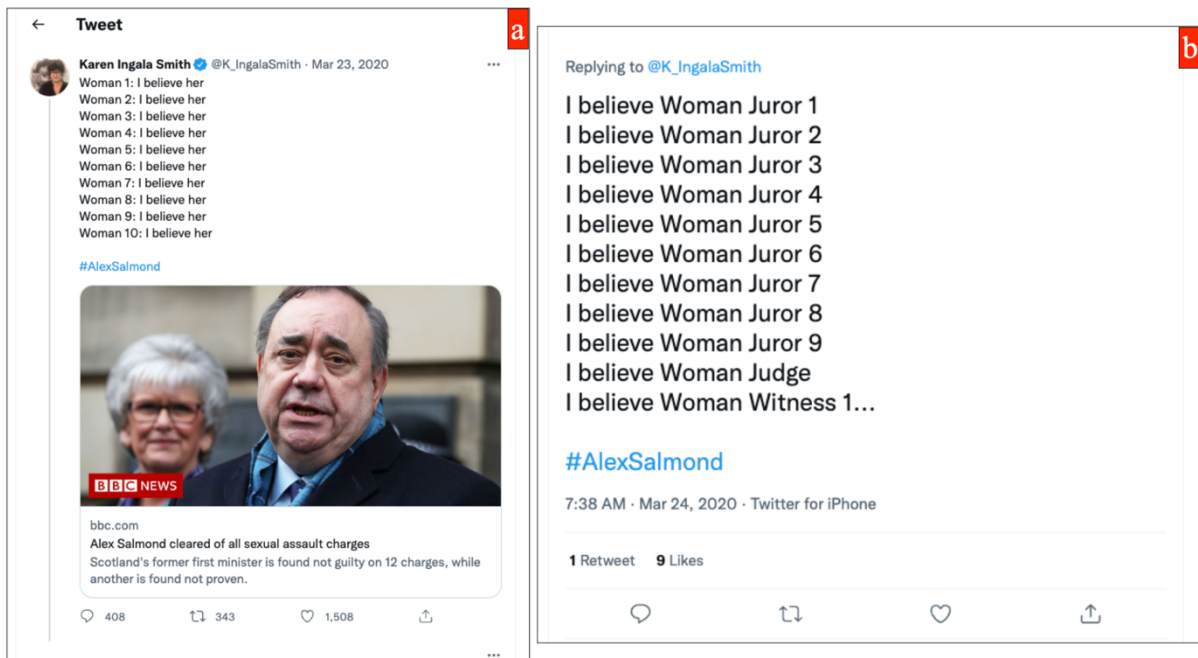 ← Tweet
a
Karen Ingala Smith @K_IngalaSmith · Mar 23, 2020 ...
Woman 1: I believe her
Woman 2: I believe her
Woman 3: I believe her
Woman 4: I believe her
Woman 5: I believe her
Woman 6: I believe her
Woman 7: I believe her
Woman 8: I believe her
Woman 9: I believe her
Woman 10: I believe her
#AlexSalmond
BBC NEWS
bbc.com
Alex Salmond cleared of all sexual assault charges
Scotland's former first minister is found not guilty on 12 charges, while
another is found not proven.
408 343 1,508
...
b
Replying to @K_IngalaSmith
I believe Woman Juror 1
I believe Woman Juror 2
I believe Woman Juror 3
I believe Woman Juror 4
I believe Woman Juror 5
I believe Woman Juror 6
I believe Woman Juror 7
I believe Woman Juror 8
I believe Woman Juror 9
I believe Woman Judge
I believe Woman Witness 1...
#AlexSalmond
7:38 AM · Mar 24, 2020 · Twitter for iPhone
1 Retweet 9 Likes